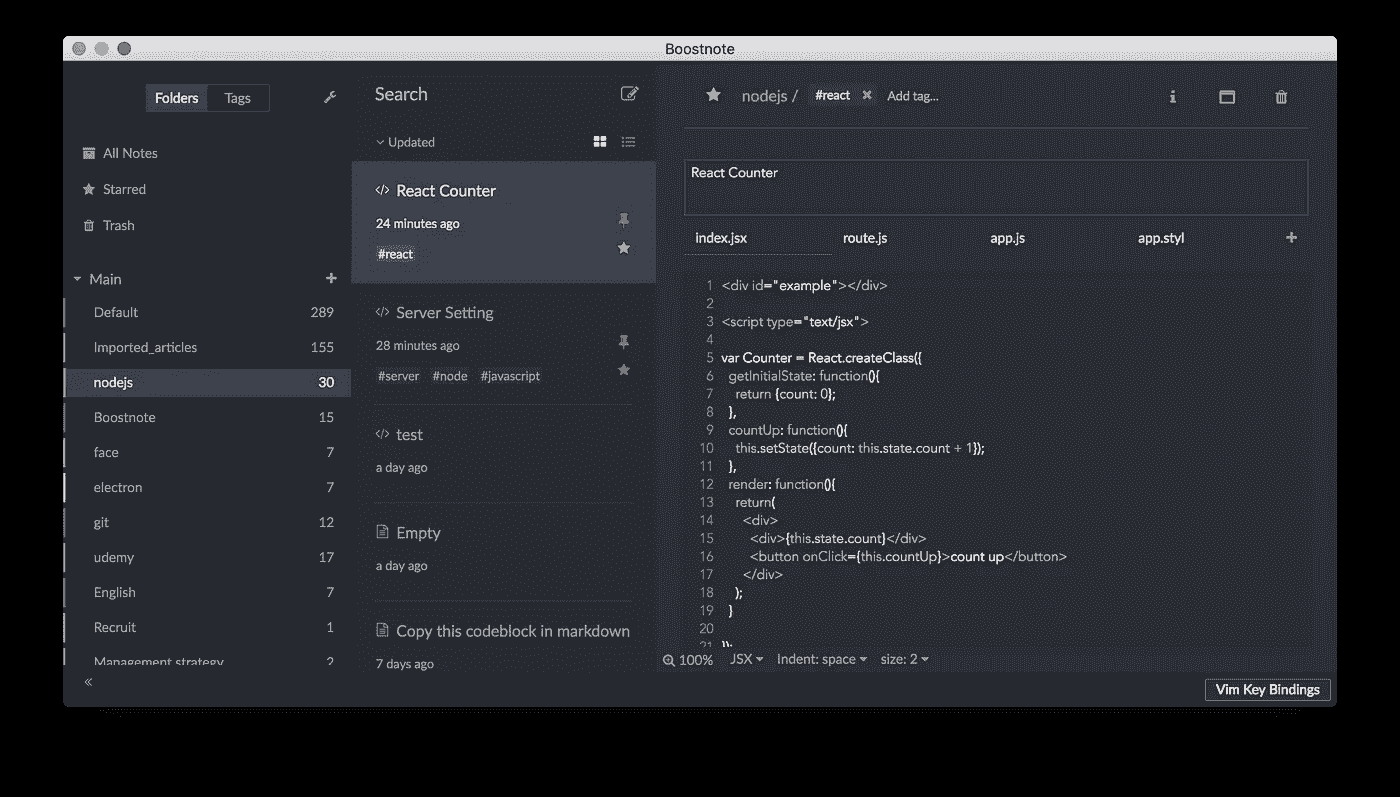 Boostnote
Folders Tags
All Notes
Starred
Trash
Main +
Default 289
Imported_articles 155
nodejs 30
Boostnote 15
face 7
electron 7
git 12
udemy 17
English 7
Recruit 1
Management strategy 2
«
Search
Updated
</> React Counter
24 minutes ago
#react
</> Server Setting
28 minutes ago
#server #node #javascript
</> test
a day ago
Empty
a day ago
Copy this codeblock in markdown
7 days ago
nodejs / #react × Add tag...
React Counter
index.jsx route.js app.js app.styl +
1 <div id="example"></div>
2
3 <script type="text/jsx">
4
5 var Counter = React.createClass({
6 getInitialState: function(){
7 return {count: 0};
8 },
9 countUp: function(){
10 this.setState({count: this.state.count + 1});
11 },
12 render: function(){
13 return(
14 <div>
15 <div>{this.state.count}</div>
16 <button onClick={this.countUp}>count up</button>
17 </div>
18 );
19 }
20
21 });
100% JSX Indent: space size: 2
Vim Key Bindings